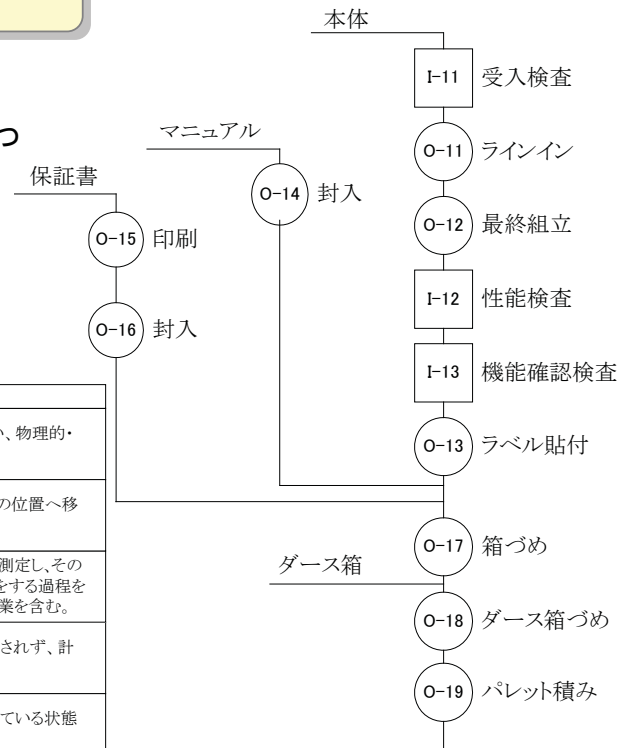 本体
I-11 受入検査
つ
マニュアル
O-11 ラインイン
保証書
O-14 封入
O-12 最終組立
O-15 印刷
I-12 性能検査
O-16 封入
I-13 機能確認検査
い、物理的・
O-13 ラベル貼付
の位置へ移
測定し、その
をする過程を
業を含む。
O-17 箱づめ
ダース箱
されず、計
O-18 ダース箱づめ
O-19 パレット積み
ている状態